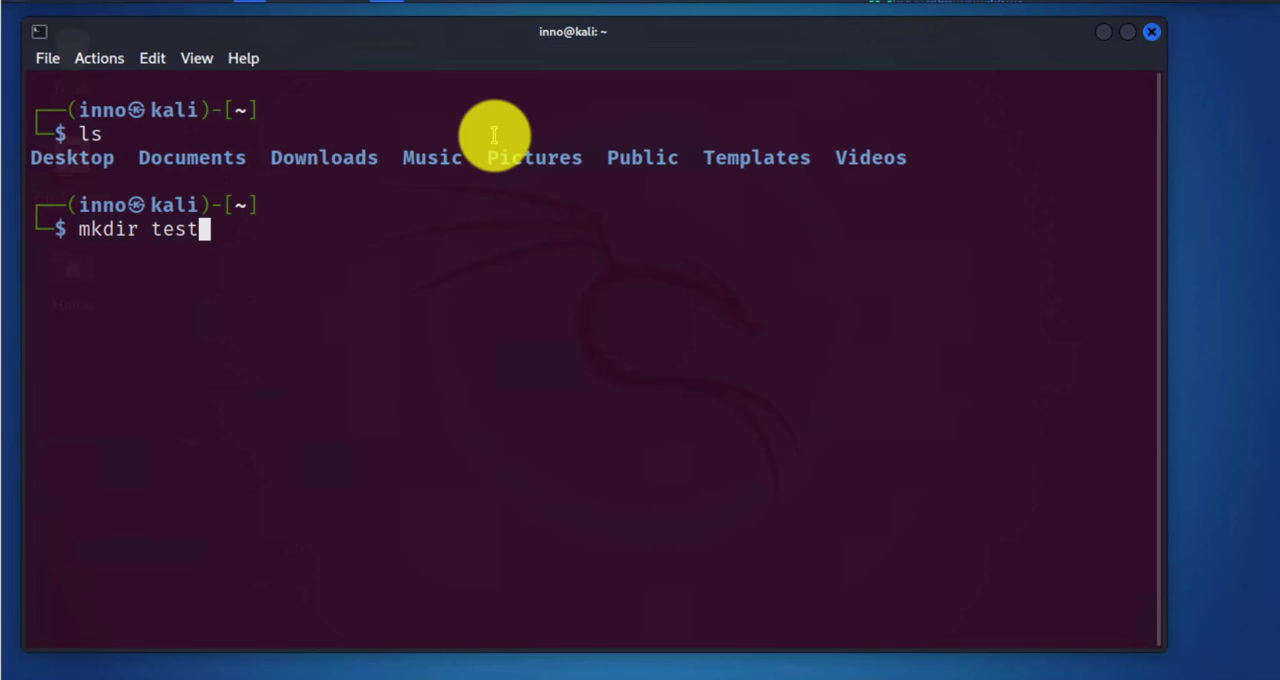 inno@kali: ~
File Actions Edit View Help
┌──(inno㉿kali)-[~]
└─$ ls
Desktop Documents Downloads Music Pictures Public Templates Videos
┌──(inno㉿kali)-[~]
└─$ mkdir test